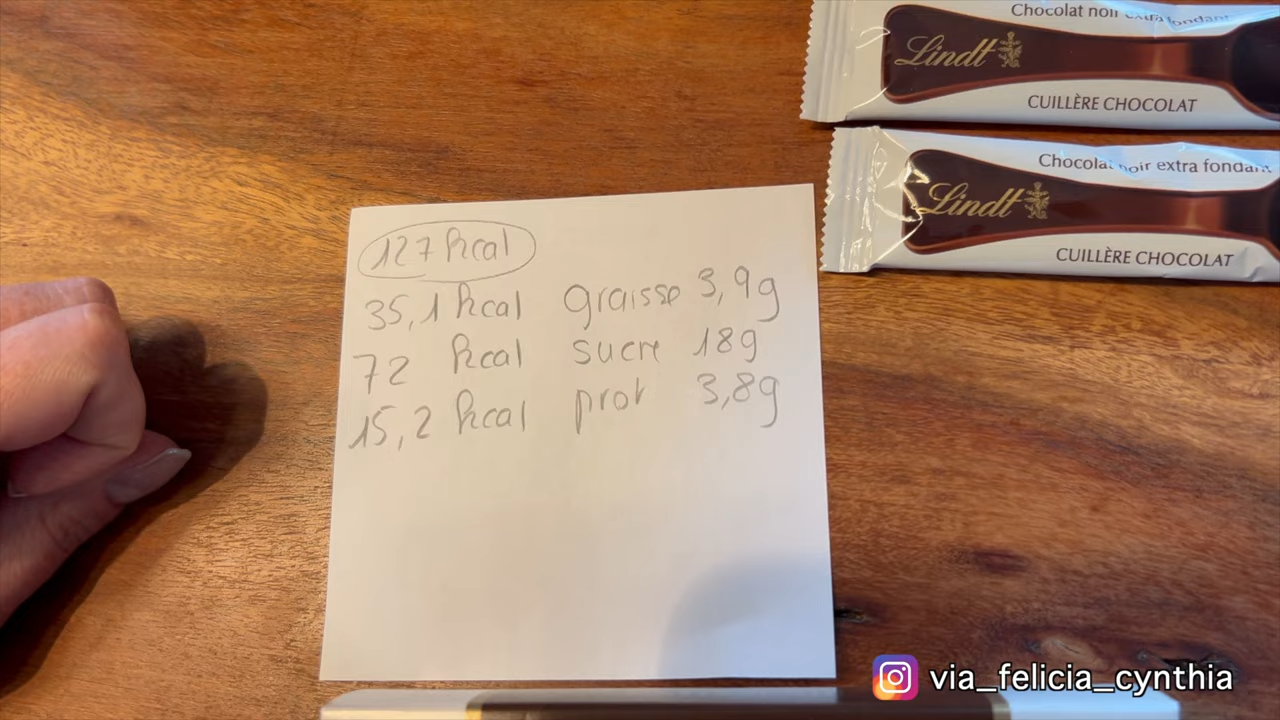 Chocolat noir extra fondant
Lindt
CUILLÈRE CHOCOLAT
Chocolat noir extra fondant
Lindt
CUILLÈRE CHOCOLAT
127 kcal
35,1 kcal graisse 3,9g
72 kcal sucre 18g
15,2 kcal prot 3,8g
via_felicia_cynthia